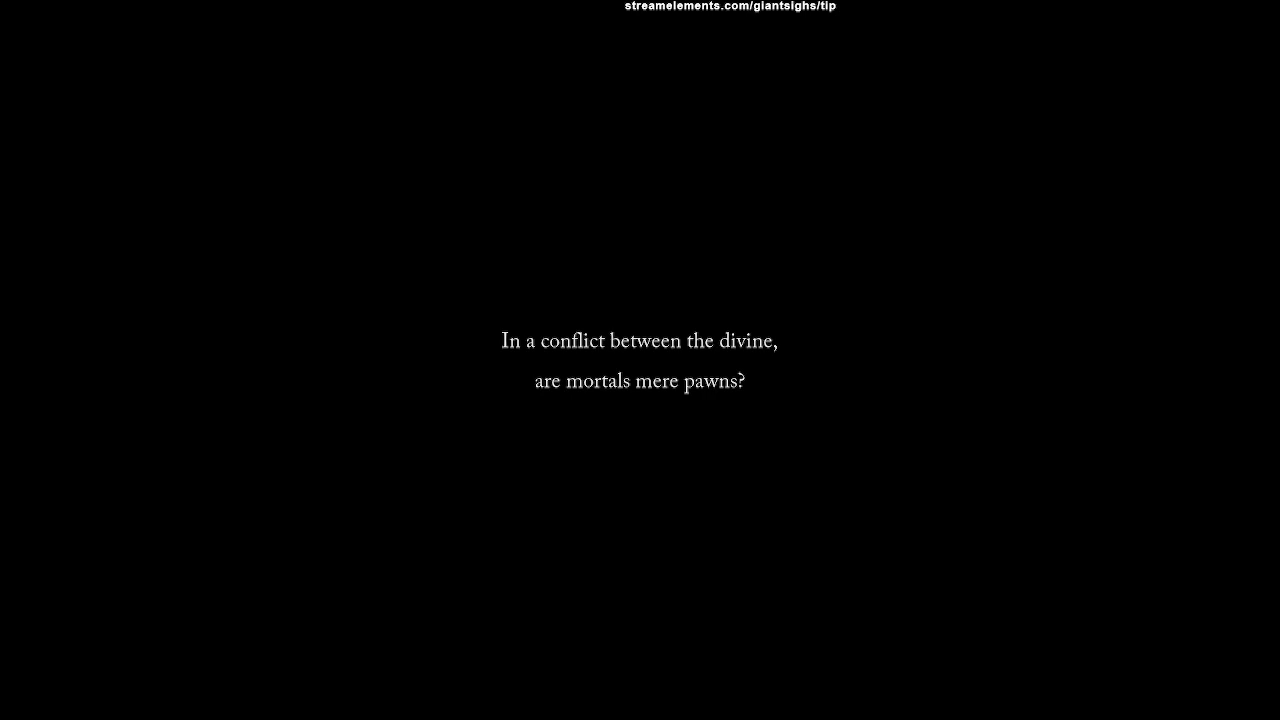 streamelements.com/giantsighs/tip
In a conflict between the divine,
are mortals mere pawns?